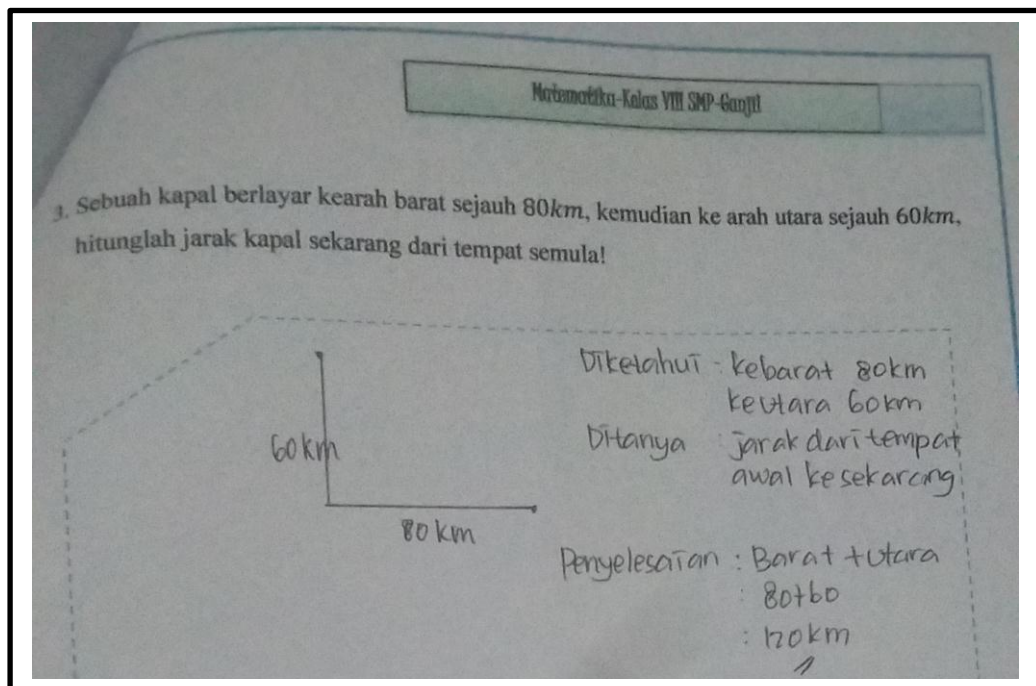 Matematika-Kelas VIII SMP-Ganjil
3. Sebuah kapal berlayar kearah barat sejauh 80km, kemudian ke arah utara sejauh 60km,
hitunglah jarak kapal sekarang dari tempat semula!
60 km
80 km
Diketahui : kebarat 80km
keutara 60km
Ditanya : jarak dari tempat
awal ke sekarang
Penyelesaian : Barat + Utara
: 80+60
: 120km